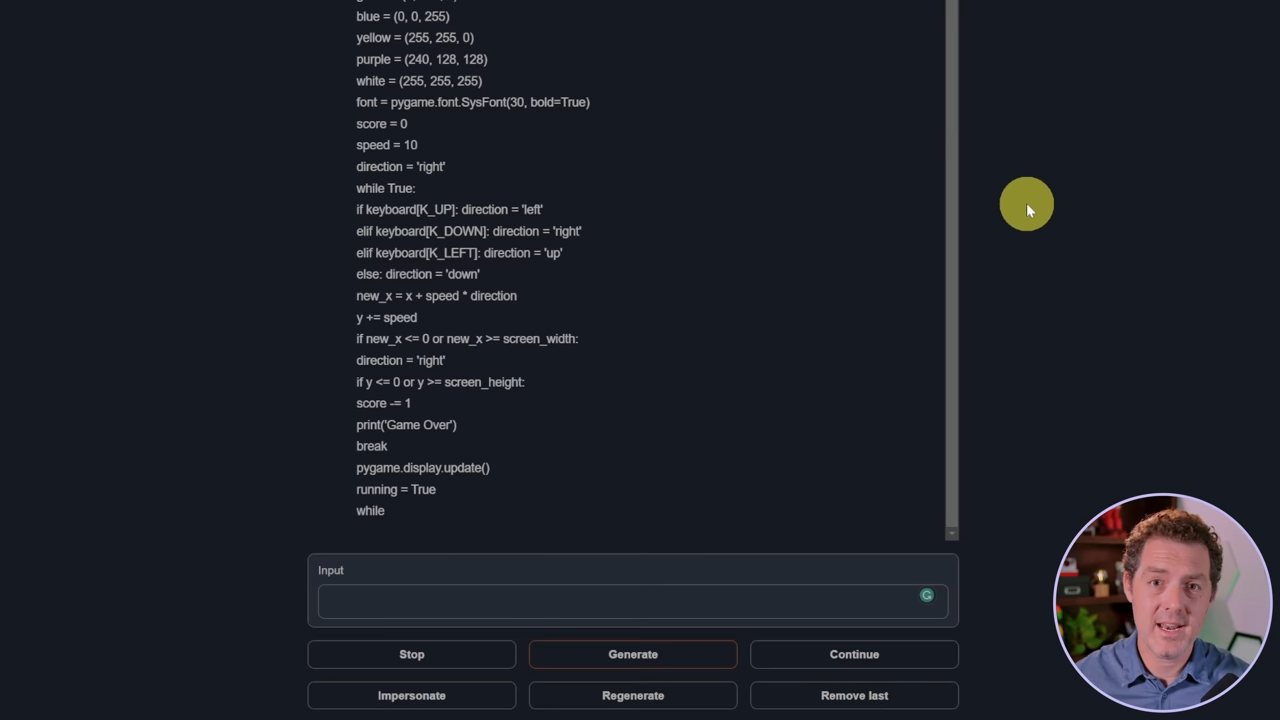 blue = (0, 0, 255)
yellow = (255, 255, 0)
purple = (240, 128, 128)
white = (255, 255, 255)
font = pygame.font.SysFont(30, bold=True)
score = 0
speed = 10
direction = 'right'
while True:
if keyboard[K_UP]: direction = 'left'
elif keyboard[K_DOWN]: direction = 'right'
elif keyboard[K_LEFT]: direction = 'up'
else: direction = 'down'
new_x = x + speed * direction
y += speed
if new_x <= 0 or new_x >= screen_width:
direction = 'right'
if y <= 0 or y >= screen_height:
score -= 1
print('Game Over')
break
pygame.display.update()
running = True
while
Input
Stop
Generate
Continue
Impersonate
Regenerate
Remove last